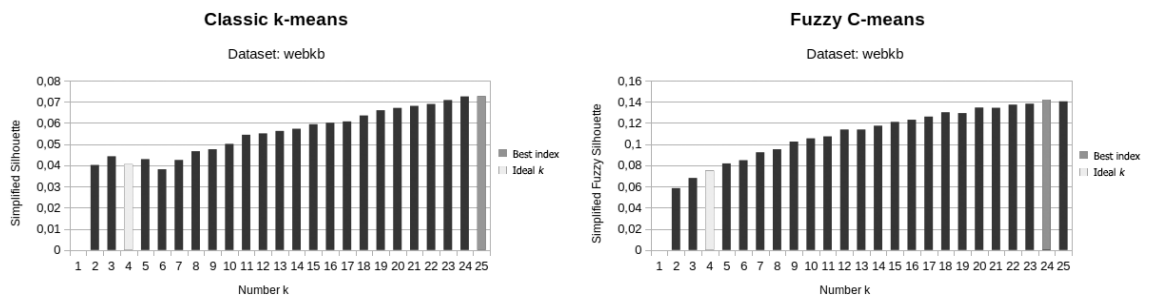 Classic k-means
Dataset: webkb
Simplified Silhouette
0,08
0,07
0,06
0,05
0,04
0,03
0,02
0,01
0
1 2 3 4 5 6 7 8 9 10 11 12 13 14 15 16 17 18 19 20 21 22 23 24 25
Number k
Best index
Ideal k
Fuzzy C-means
Dataset: webkb
Simplified Fuzzy Silhouette
0,16
0,14
0,12
0,1
0,08
0,06
0,04
0,02
0
1 2 3 4 5 6 7 8 9 10 11 12 13 14 15 16 17 18 19 20 21 22 23 24 25
Number k
Best index
Ideal k